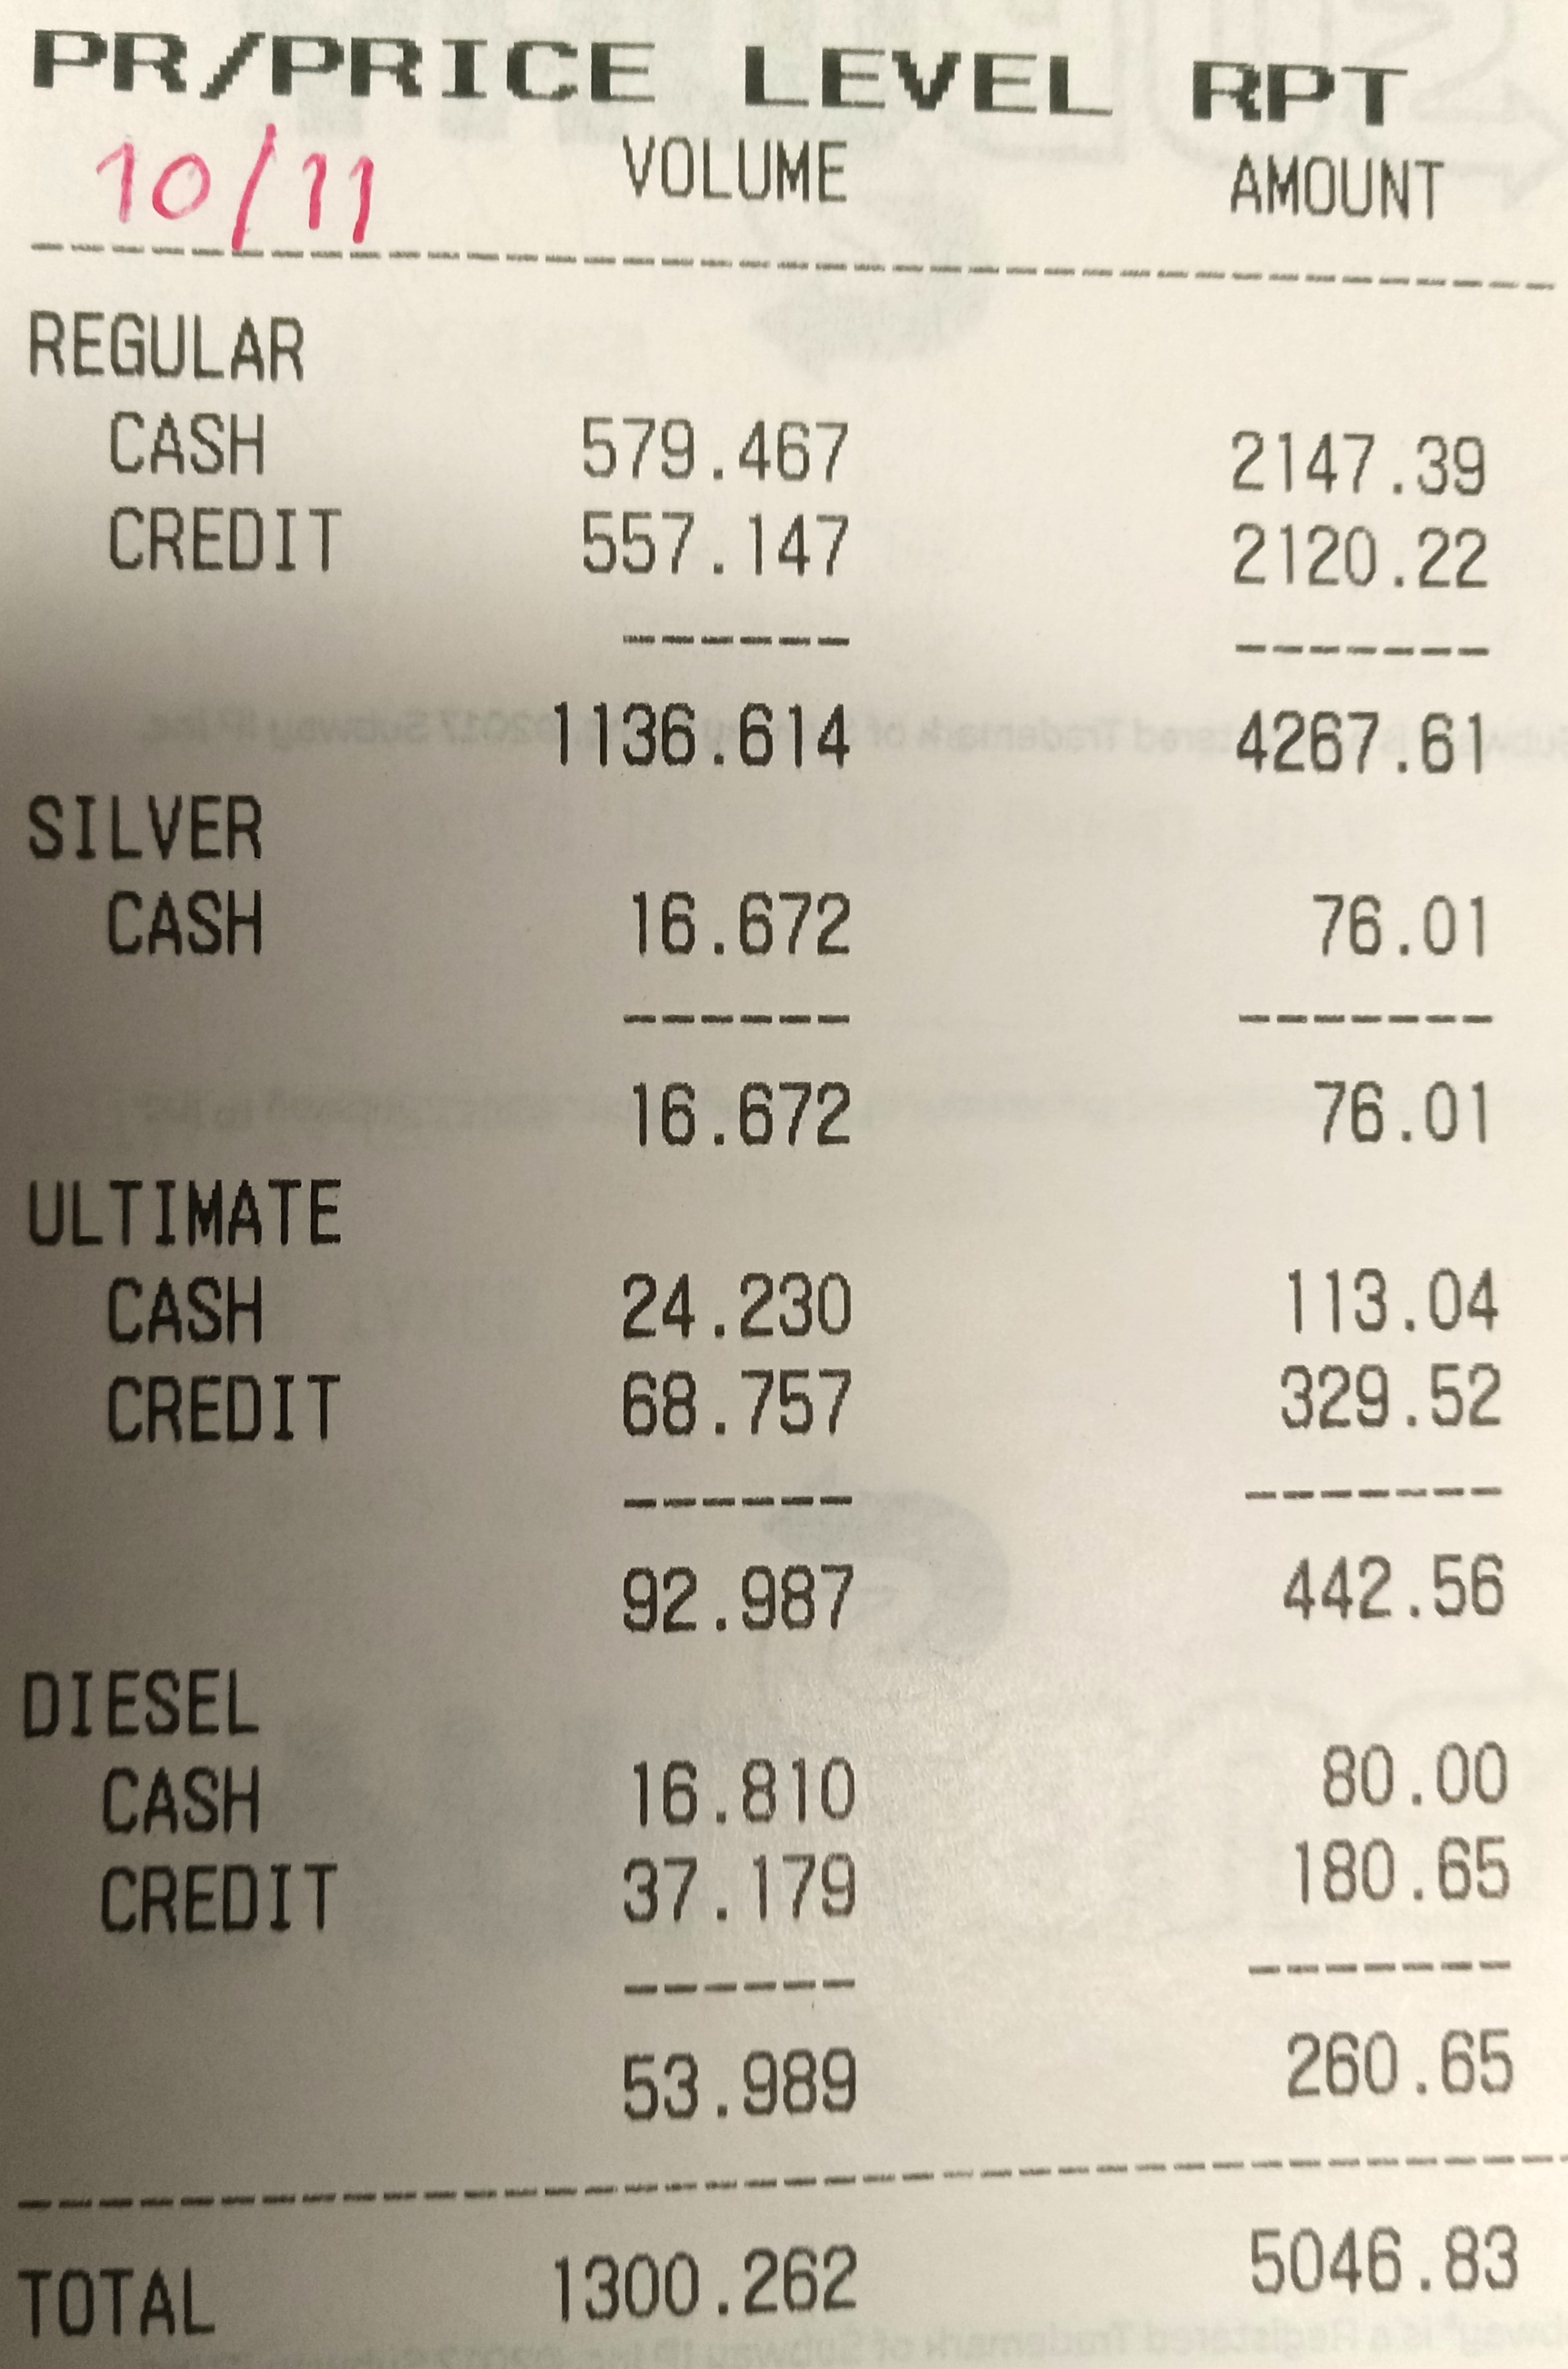 PR/PRICE LEVEL RPT
10/11 VOLUME AMOUNT
REGULAR
CASH 579.467 2147.39
CREDIT 557.147 2120.22
1136.614 4267.61
SILVER
CASH 16.672 76.01
16.672 76.01
ULTIMATE
CASH 24.230 113.04
CREDIT 68.757 329.52
92.987 442.56
DIESEL
CASH 16.810 80.00
CREDIT 37.179 180.65
53.989 260.65
TOTAL 1300.262 5046.83